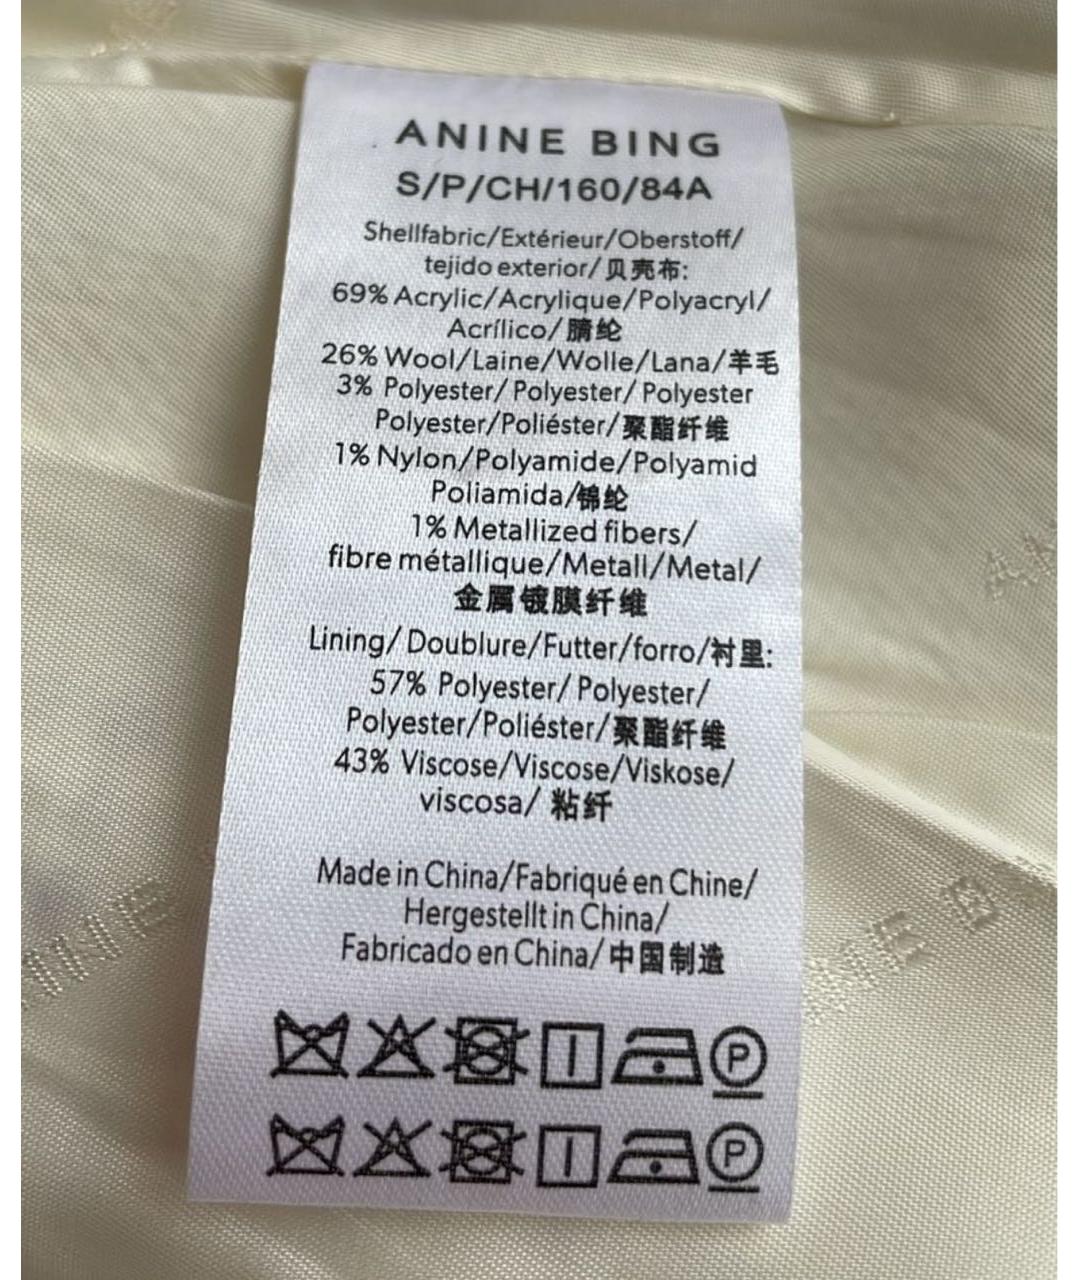 ANINE BING
S/P/CH/160/84A
Shellfabric/Extérieur/Oberstoff/
tejido exterior/贝壳布:
69% Acrylic/Acrylique/Polyacryl/
Acrílico/腈纶
26% Wool/Laine/Wolle/Lana/羊毛
3% Polyester/ Polyester/ Polyester
Polyester/Poliéster/聚酯纤维
1% Nylon/Polyamide/Polyamid
Poliamida/锦纶
1% Metallized fibers/
fibre métallique/Metall/Metal/
金属镀膜纤维
Lining/ Doublure/Futter/forro/衬里:
57% Polyester/ Polyester/
Polyester/Poliéster/聚酯纤维
43% Viscose/Viscose/Viskose/
viscosa/ 粘纤
Made in China/Fabriqué en Chine/
Hergestellt in China/
Fabricado en China/ 中国制造
P
P